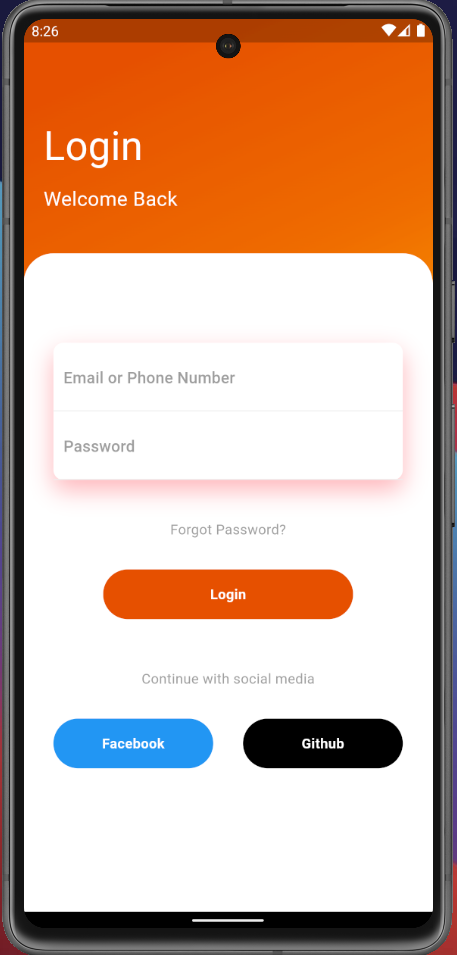 8:26
Login
Welcome Back
Email or Phone Number
Password
Forgot Password?
Login
Continue with social media
Facebook
Github